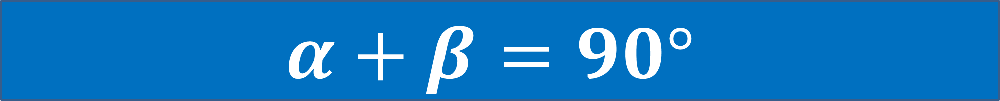 α + β = 90°